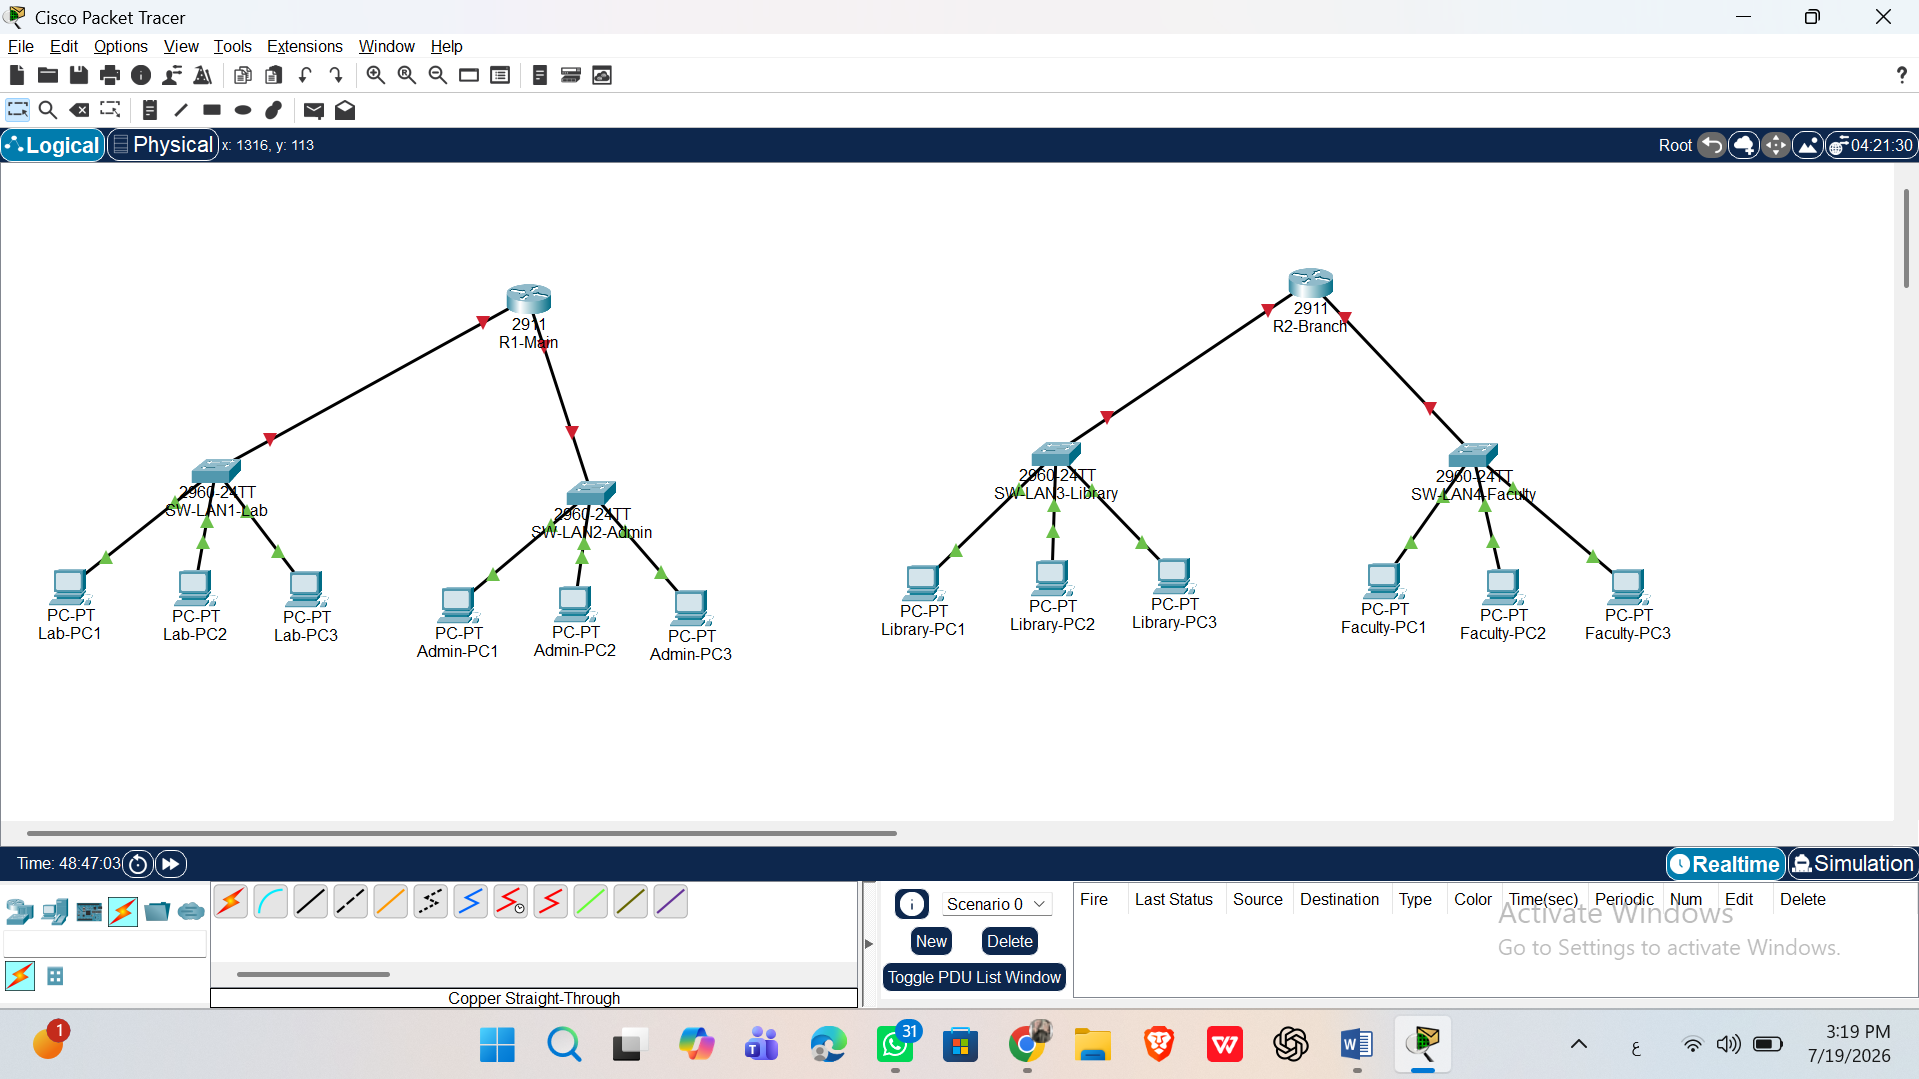 Cisco Packet Tracer
File Edit Options View Tools Extensions Window Help
?
Logical Physical x: 1316, y: 113 Root 04:21:30
2911
R1-Main
2911
R2-Branch
2960-24TT
SW-LAN1-Lab
2960-24TT
SW-LAN2-Admin
2960-24TT
SW-LAN3-Library
2960-24TT
SW-LAN4-Faculty
PC-PT
Lab-PC1
PC-PT
Lab-PC2
PC-PT
Lab-PC3
PC-PT
Admin-PC1
PC-PT
Admin-PC2
PC-PT
Admin-PC3
PC-PT
Library-PC1
PC-PT
Library-PC2
PC-PT
Library-PC3
PC-PT
Faculty-PC1
PC-PT
Faculty-PC2
PC-PT
Faculty-PC3
Time: 48:47:03 Realtime Simulation
Scenario 0
New Delete
Toggle PDU List Window
Fire Last Status Source Destination Type Color Time(sec) Periodic Num Edit Delete
Activate Windows
Go to Settings to activate Windows.
Copper Straight-Through
1
31
ع
3:19 PM
7/19/2026